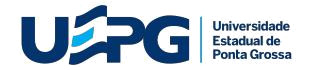 UEPG
Universidade
Estadual de
Ponta Grossa